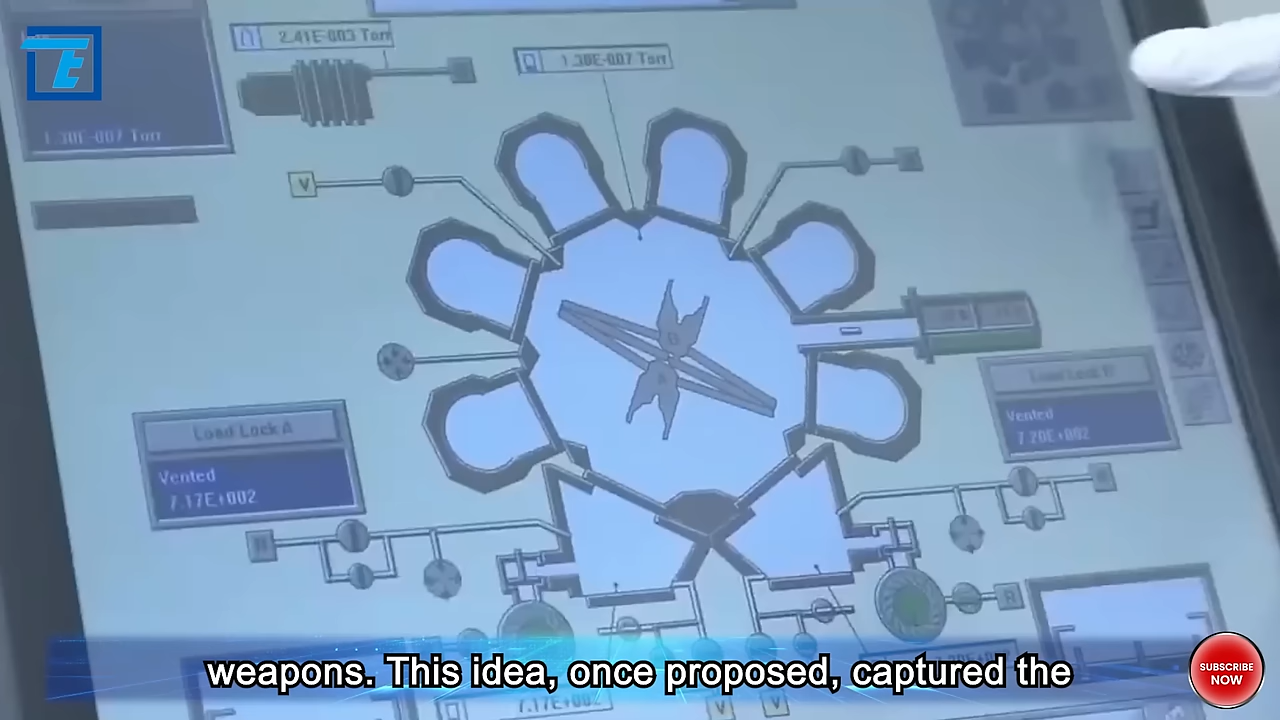 TE
2.41E-003 Torr
1.30E-007 Torr
1.30E-007 Torr
V
Load Lock A
Vented
7.17E+002
Load Lock B
Vented
7.20E+002
R
R
weapons. This idea, once proposed, captured the
SUBSCRIBE
NOW
7.17E+002
V
V